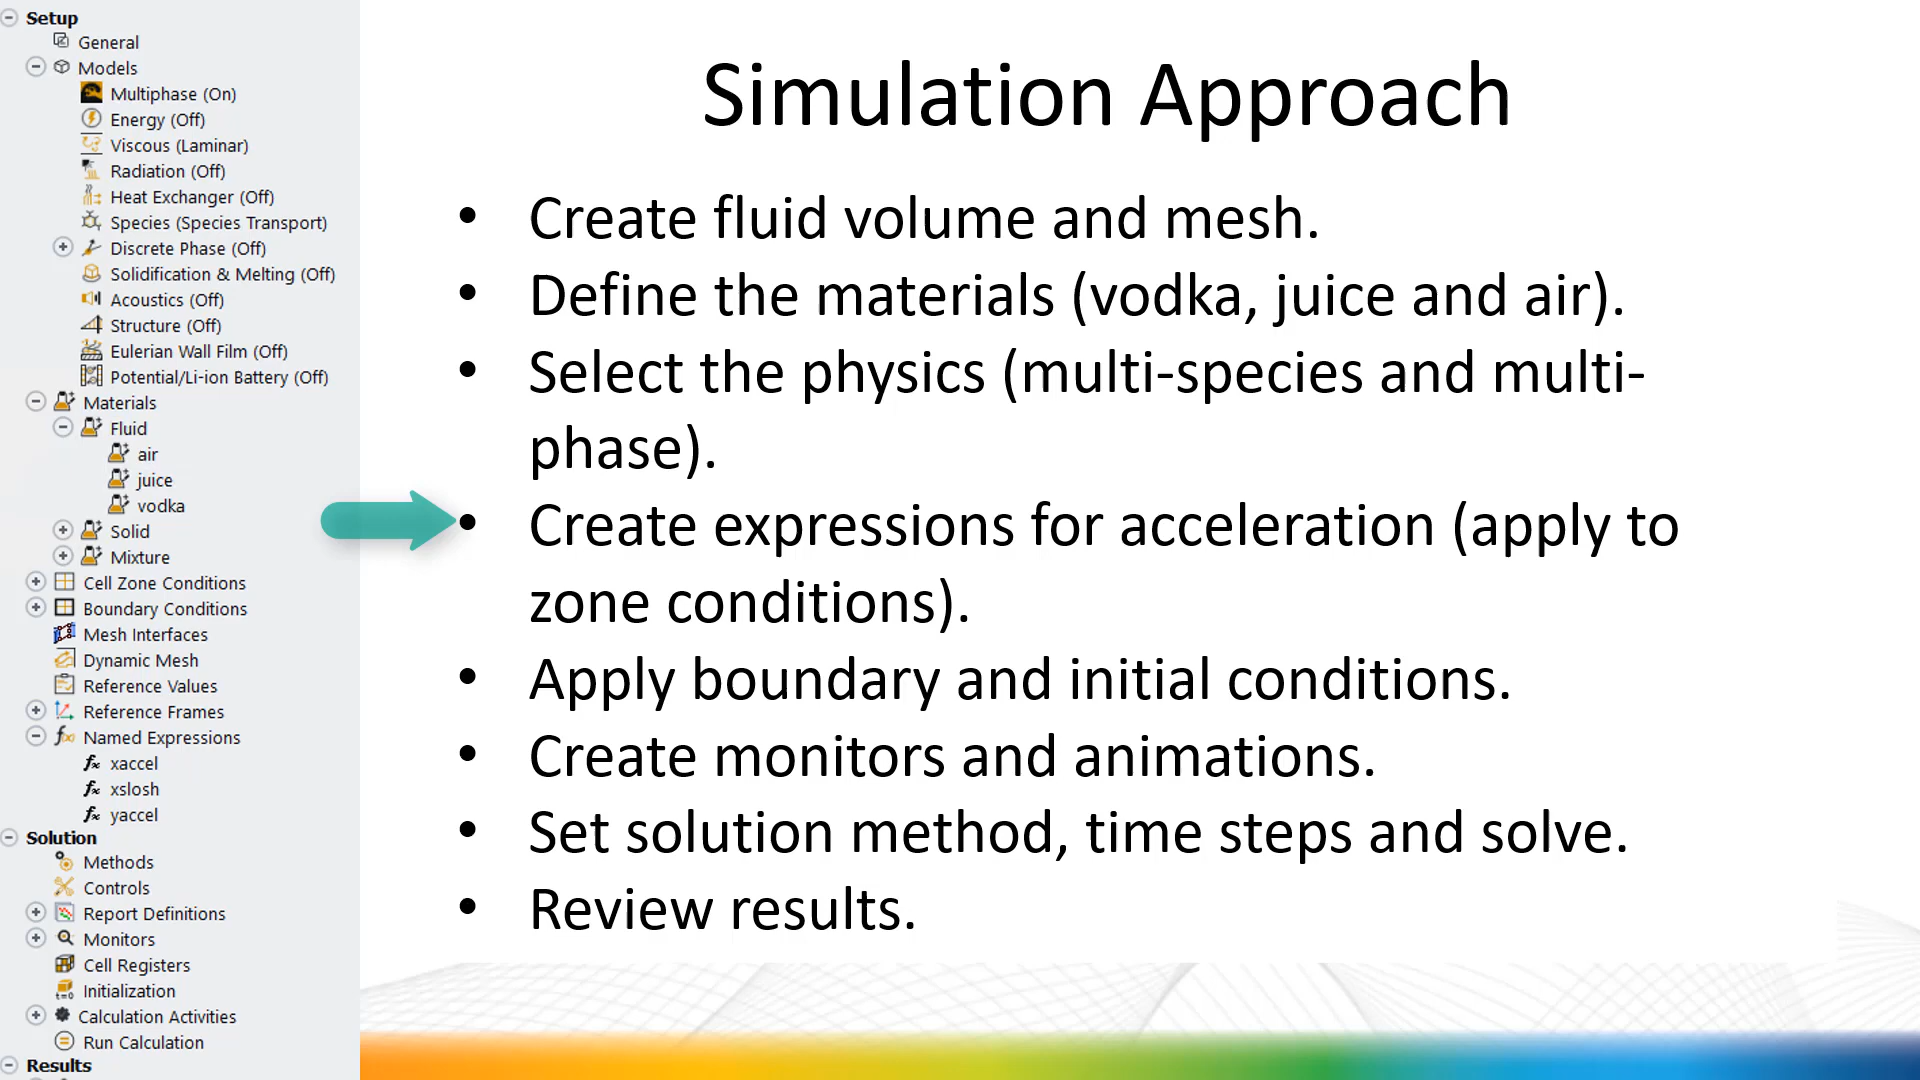 Setup
General
Models
Multiphase (On)
Energy (Off)
Viscous (Laminar)
Radiation (Off)
Heat Exchanger (Off)
Species (Species Transport)
Discrete Phase (Off)
Solidification & Melting (Off)
Acoustics (Off)
Structure (Off)
Eulerian Wall Film (Off)
Potential/Li-ion Battery (Off)
Materials
Fluid
air
juice
vodka
Solid
Mixture
Cell Zone Conditions
Boundary Conditions
Mesh Interfaces
Dynamic Mesh
Reference Values
Reference Frames
Named Expressions
xaccel
xslosh
yaccel
Solution
Methods
Controls
Report Definitions
Monitors
Cell Registers
Initialization
Calculation Activities
Run Calculation
Results
Simulation Approach
• Create fluid volume and mesh.
• Define the materials (vodka, juice and air).
• Select the physics (multi-species and multi-
phase).
• Create expressions for acceleration (apply to
zone conditions).
• Apply boundary and initial conditions.
• Create monitors and animations.
• Set solution method, time steps and solve.
• Review results.